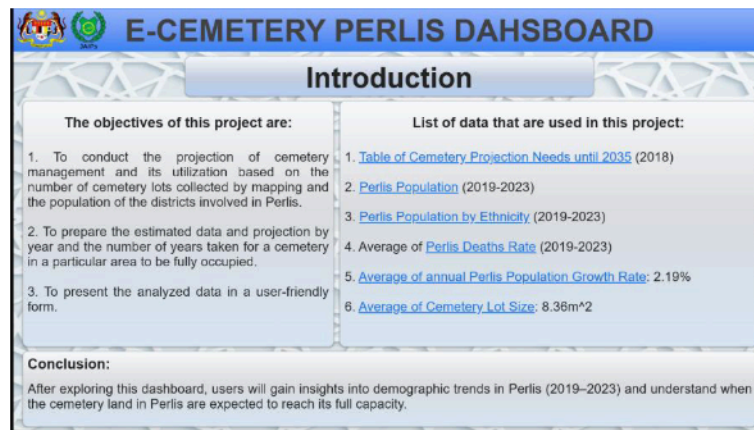 E-CEMETERY PERLIS DAHSBOARD
Introduction
The objectives of this project are:
1. To conduct the projection of cemetery
management and its utilization based on the
number of cemetery lots collected by mapping and
the population of the districts involved in Perlis.
2. To prepare the estimated data and projection by
year and the number of years taken for a cemetery
in a particular area to be fully occupied.
3. To present the analyzed data in a user-friendly
form.
List of data that are used in this project:
1. Table of Cemetery Projection Needs until 2035 (2018)
2. Perlis Population (2019-2023)
3. Perlis Population by Ethnicity (2019-2023)
4. Average of Perlis Deaths Rate (2019-2023)
5. Average of annual Perlis Population Growth Rate: 2.19%
6. Average of Cemetery Lot Size: 8.36m^2
Conclusion:
After exploring this dashboard, users will gain insights into demographic trends in Perlis (2019–2023) and understand when
the cemetery land in Perlis are expected to reach its full capacity.